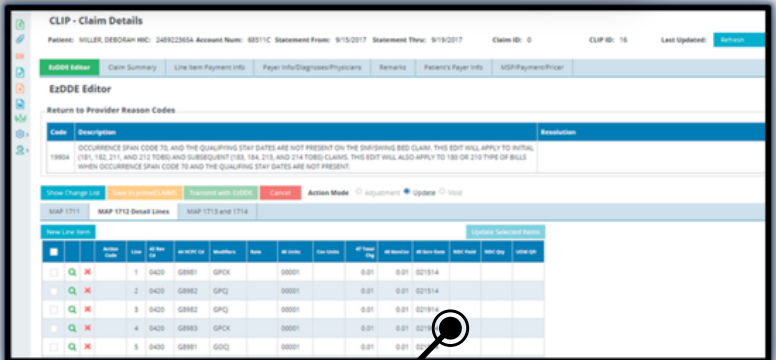 CLIP - Claim Details
Patient: MILLER, DEBORAH HIC: 248922365A Account Num: 68511C Statement From: 9/15/2017 Statement Thru: 9/19/2017 Claim ID: 0 CLIP ID: 16 Last Updated: Refresh
EzDDE Editor Claim Summary Line Item Payment Info Payer Info/Diagnoses/Physicians Remarks Patient's Payer Info MSP/Payment/Pricer
EzDDE Editor
Return to Provider Reason Codes
Code Description Resolution
OCCURRENCE SPAN CODE 70, AND THE QUALIFYING STAY DATES ARE NOT PRESENT ON THE SNF/SWING BED CLAIM. THIS EDIT WILL APPLY TO INITIAL
19904 (181, 182, 211, AND 212 TOBS) AND SUBSEQUENT (183, 184, 213, AND 214 TOBS) CLAIMS. THIS EDIT WILL ALSO APPLY TO 180 OR 210 TYPE OF BILLS
WHEN OCCURRENCE SPAN CODE 70 AND THE QUALIFYING STAY DATES ARE NOT PRESENT.
Show Change List Save in primeCLAIMS Transmit with EzDDE Cancel Action Mode Adjustment Update Void
MAP 1711 MAP 1712 Detail Lines MAP 1713 and 1714
New Line Item Update Selected Items
Action Code Line 42 Rev Cd 44 HCPC Cd Modifiers Rate 46 Units Cov Units 47 Total Chg 48 NonCov 45 Serv Date NDC Field NDC Qty UOM Qty
1 0420 G8981 GPCK 00001 0.01 0.01 021514
2 0420 G8982 GPCJ 00001 0.01 0.01 021514
3 0420 G8982 GPCJ 00001 0.01 0.01 021914
4 0420 G8983 GPCK 00001 0.01 0.01
5 0430 G8981 GOCJ 00001 0.01 0.01